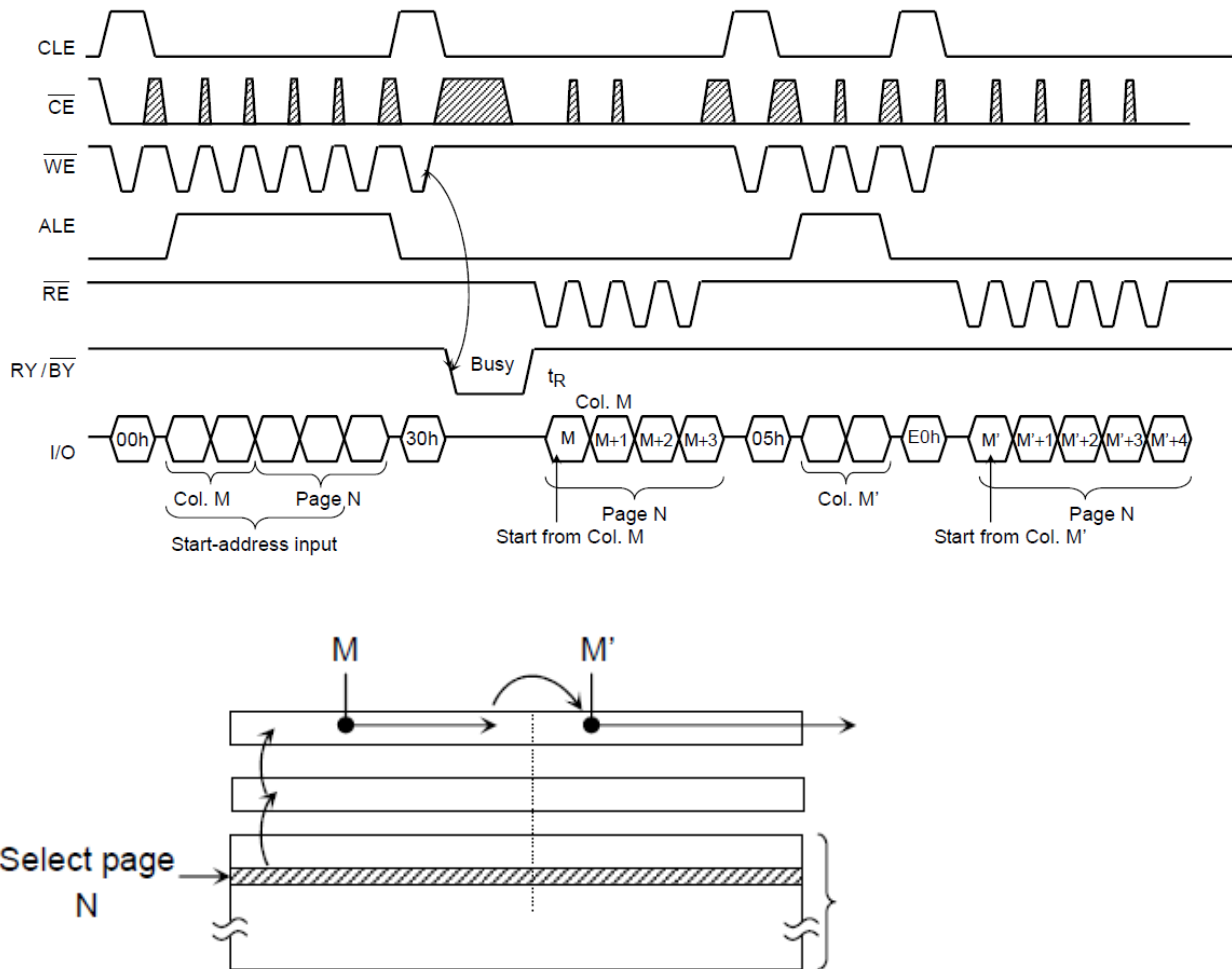 CLE
CE
WE
ALE
RE
RY/BY
Busy
tR
Col. M
I/O
00h
30h
M
M+1
M+2
M+3
05h
E0h
M'
M'+1
M'+2
M'+3
M'+4
Col. M
Page N
Page N
Col. M'
Page N
Start-address input
Start from Col. M
Start from Col. M'
M
M'
Select page
N